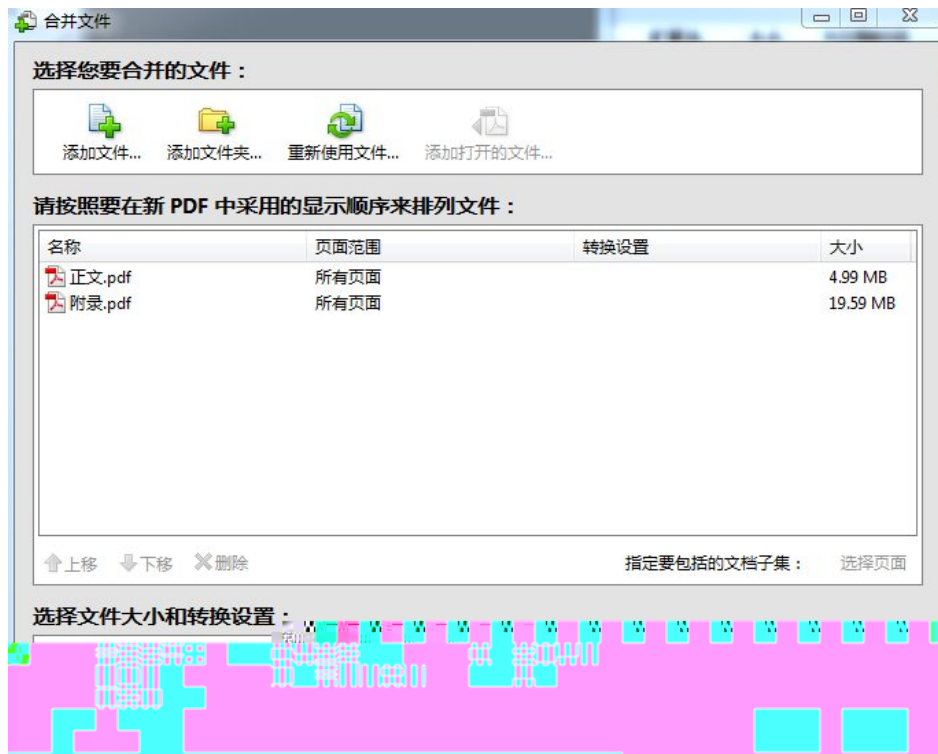 合并文件
选择您要合并的文件：
添加文件... 添加文件夹... 重新使用文件... 添加打开的文件...
请按照要在新 PDF 中采用的显示顺序来排列文件：
名称 页面范围 转换设置 大小
正文.pdf 所有页面 4.99 MB
附录.pdf 所有页面 19.59 MB
上移 下移 删除 指定要包括的文档子集： 选择页面
选择文件大小和转换设置：